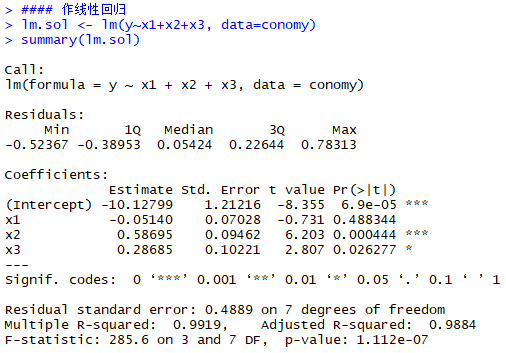 > #### 作线性回归
> lm.sol <- lm(y~x1+x2+x3, data=conomy)
> summary(lm.sol)
Call:
lm(formula = y ~ x1 + x2 + x3, data = conomy)
Residuals:
     Min       1Q   Median       3Q      Max
-0.52367 -0.38953  0.05424  0.22644  0.78313
Coefficients:
             Estimate Std. Error t value Pr(>|t|)
(Intercept) -10.12799    1.21216  -8.355  6.9e-05 ***
x1           -0.05140    0.07028  -0.731 0.488344
x2            0.58695    0.09462   6.203 0.000444 ***
x3            0.28685    0.10221   2.807 0.026277 *
---
Signif. codes:  0 ‘***’ 0.001 ‘**’ 0.01 ‘*’ 0.05 ‘.’ 0.1 ‘ ’ 1
Residual standard error: 0.4889 on 7 degrees of freedom
Multiple R-squared:  0.9919,    Adjusted R-squared:  0.9884
F-statistic: 285.6 on 3 and 7 DF,  p-value: 1.112e-07